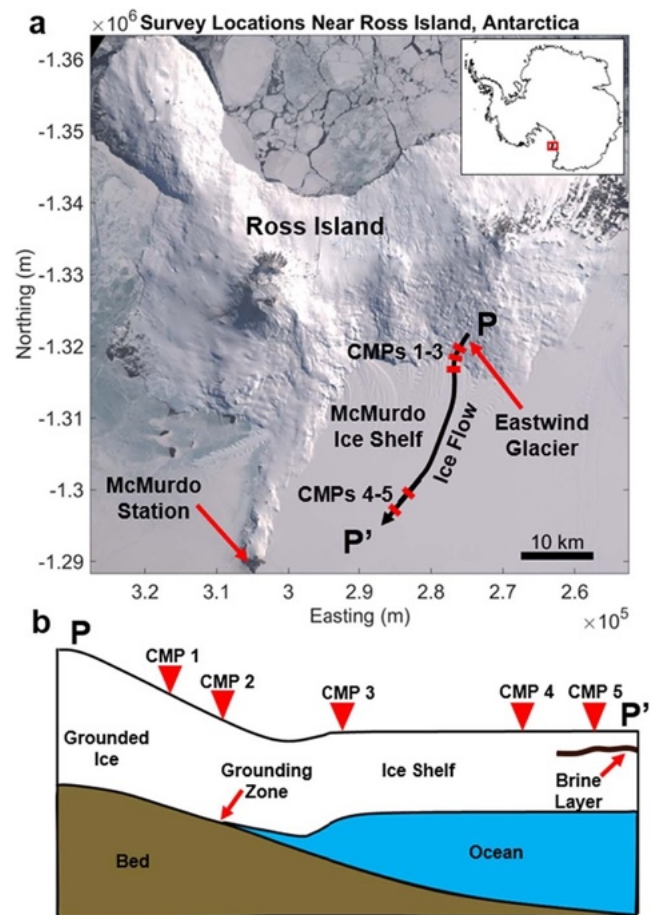 a
Survey Locations Near Ross Island, Antarctica
×10⁶
-1.36
-1.35
-1.34
-1.33
-1.32
-1.31
-1.3
-1.29
Northing (m)
Ross Island
P
CMPs 1-3
McMurdo
Ice Shelf
Ice Flow
Eastwind
Glacier
CMPs 4-5
McMurdo
Station
P'
10 km
3.2 3.1 3 2.9 2.8 2.7 2.6
Easting (m)
×10⁵
b
P
CMP 1
CMP 2
CMP 3
CMP 4
CMP 5
P'
Grounded
Ice
Grounding
Zone
Ice Shelf
Brine
Layer
Bed
Ocean